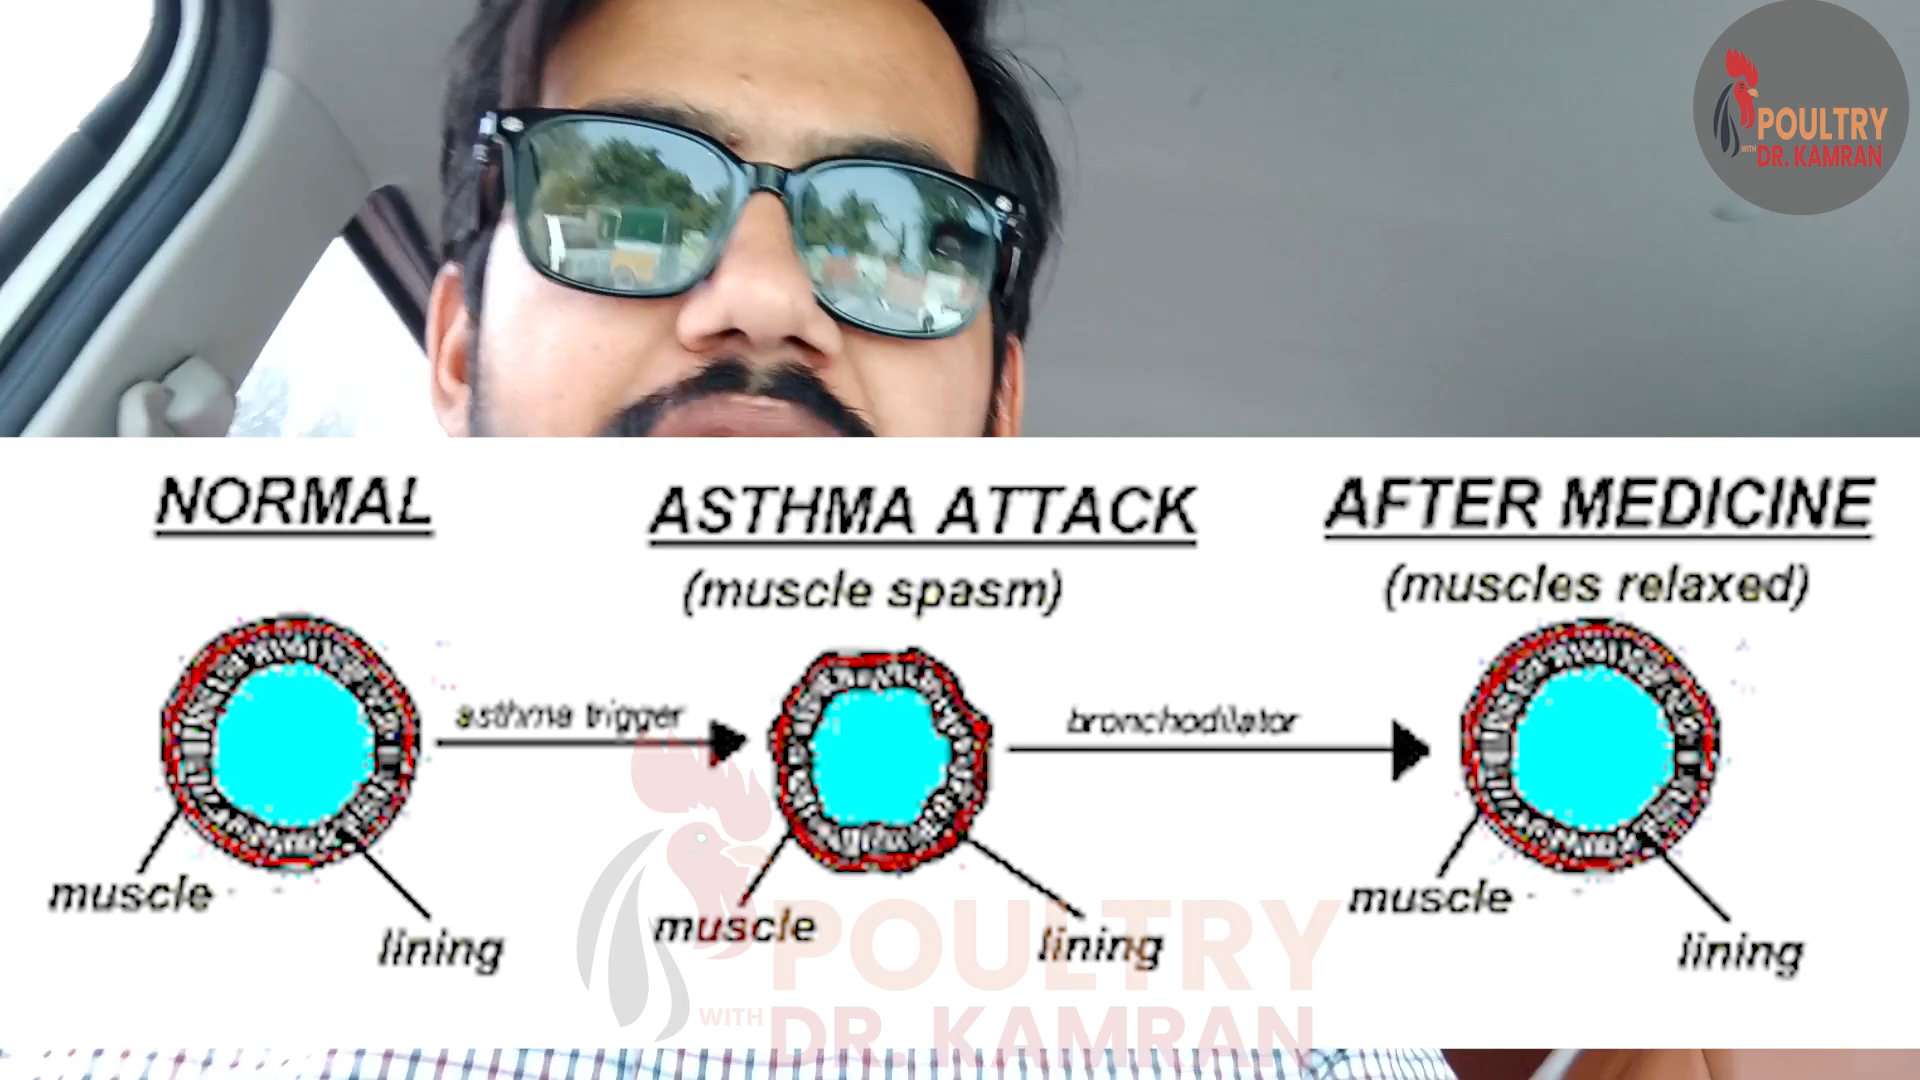 POULTRY
WITH DR. KAMRAN
NORMAL
ASTHMA ATTACK
AFTER MEDICINE
(muscle spasm)
(muscles relaxed)
asthma trigger
bronchodilator
muscle
lining
muscle
lining
muscle
lining
POULTRY
WITH DR. KAMRAN